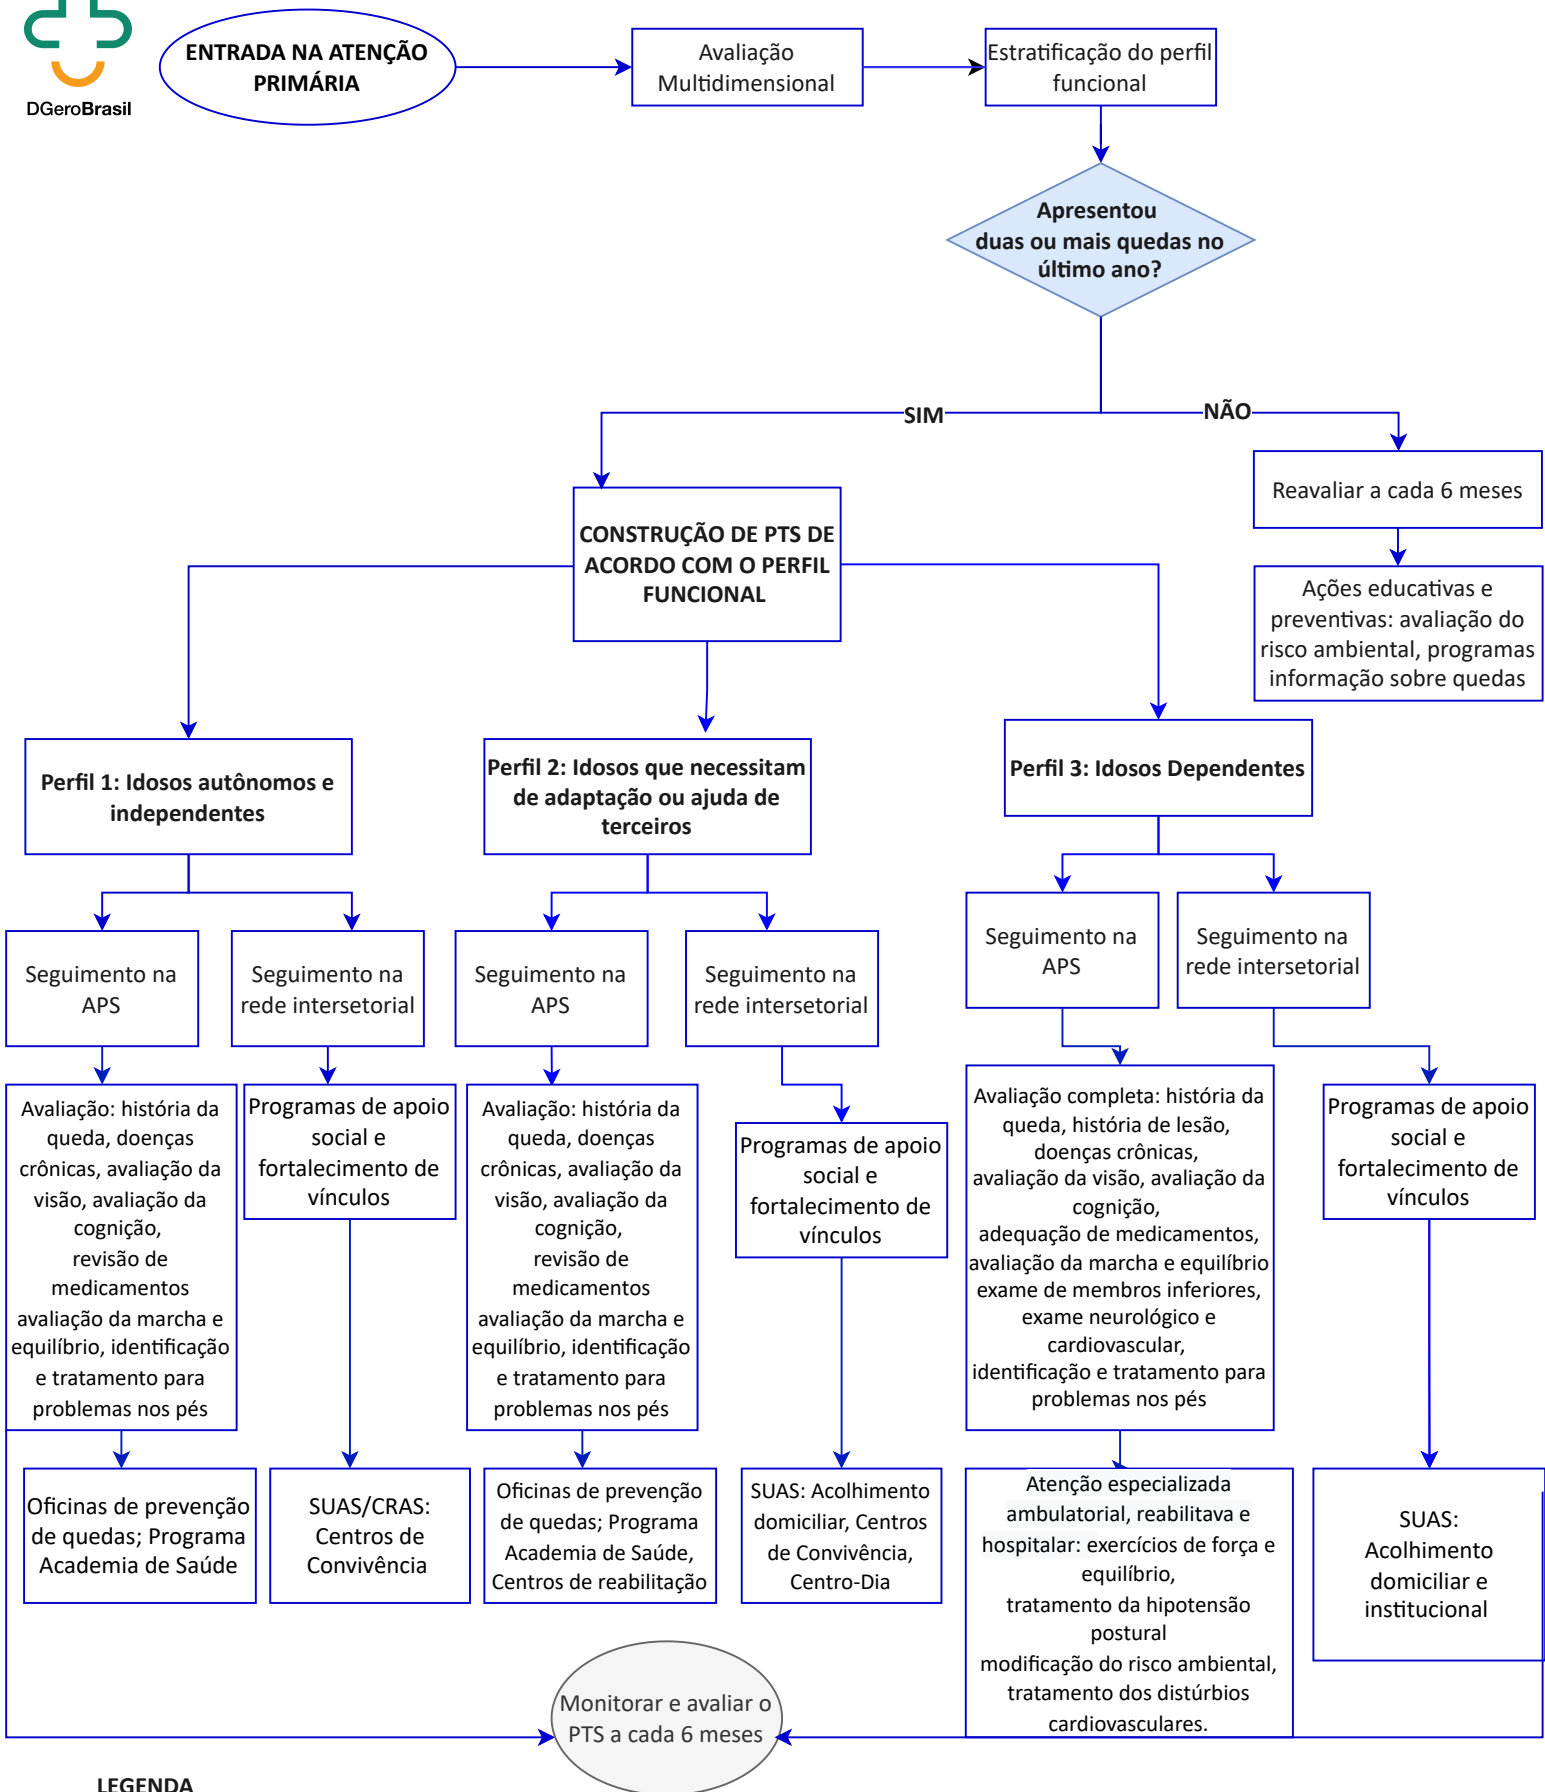 DGeroBrasil
ENTRADA NA ATENÇÃO
PRIMÁRIA
Avaliação
Multidimensional
Estratificação do perfil
funcional
Apresentou
duas ou mais quedas no
último ano?
SIM
NÃO
Reavaliar a cada 6 meses
Ações educativas e
preventivas: avaliação do
risco ambiental, programas
informação sobre quedas
CONSTRUÇÃO DE PTS DE
ACORDO COM O PERFIL
FUNCIONAL
Perfil 1: Idosos autônomos e
independentes
Perfil 2: Idosos que necessitam
de adaptação ou ajuda de
terceiros
Perfil 3: Idosos Dependentes
Seguimento na
APS
Seguimento na
rede intersetorial
Seguimento na
APS
Seguimento na
rede intersetorial
Seguimento na
APS
Seguimento na
rede intersetorial
Avaliação: história da
queda, doenças
crônicas, avaliação da
visão, avaliação da
cognição,
revisão de
medicamentos
avaliação da marcha e
equilíbrio, identificação
e tratamento para
problemas nos pés
Programas de apoio
social e
fortalecimento de
vínculos
Avaliação: história da
queda, doenças
crônicas, avaliação da
visão, avaliação da
cognição,
revisão de
medicamentos
avaliação da marcha e
equilíbrio, identificação
e tratamento para
problemas nos pés
Programas de apoio
social e
fortalecimento de
vínculos
Avaliação completa: história da
queda, história de lesão,
doenças crônicas,
avaliação da visão, avaliação da
cognição,
adequação de medicamentos,
avaliação da marcha e equilíbrio
exame de membros inferiores,
exame neurológico e
cardiovascular,
identificação e tratamento para
problemas nos pés
Programas de apoio
social e
fortalecimento de
vínculos
Oficinas de prevenção
de quedas; Programa
Academia de Saúde
SUAS/CRAS:
Centros de
Convivência
Oficinas de prevenção
de quedas; Programa
Academia de Saúde,
Centros de reabilitação
SUAS: Acolhimento
domiciliar, Centros
de Convivência,
Centro-Dia
Atenção especializada
ambulatorial, reabilitava e
hospitalar: exercícios de força e
equilíbrio,
tratamento da hipotensão
postural
modificação do risco ambiental,
tratamento dos distúrbios
cardiovasculares.
SUAS:
Acolhimento
domiciliar e
institucional
Monitorar e avaliar o
PTS a cada 6 meses
LEGENDA